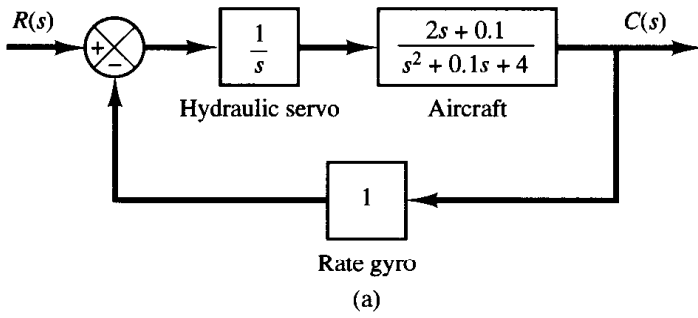 R(s)
+
−
1
s
2s + 0.1
s² + 0.1s + 4
C(s)
Hydraulic servo
Aircraft
1
Rate gyro
(a)